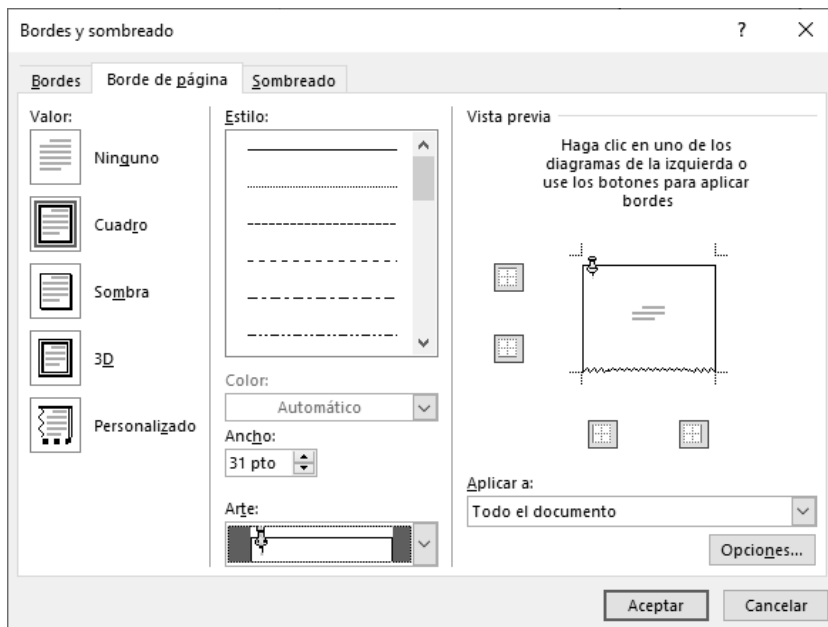 Bordes y sombreado
?
Bordes
Borde de página
Sombreado
Valor:
Ninguno
Cuadro
Sombra
3D
Personalizado
Estilo:
Color:
Automático
Ancho:
31 pto
Arte:
Vista previa
Haga clic en uno de los
diagramas de la izquierda o
use los botones para aplicar
bordes
Aplicar a:
Todo el documento
Opciones...
Aceptar
Cancelar